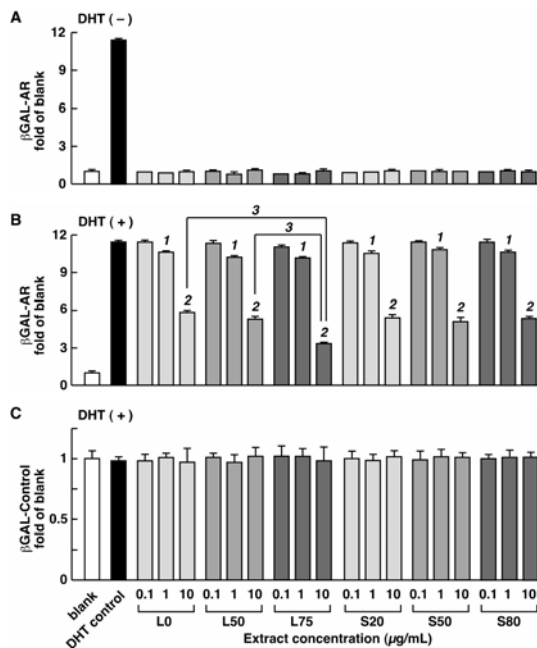 A
DHT ( – )
βGAL-AR
fold of blank
12
9
6
3
0
B
DHT ( + )
βGAL-AR
fold of blank
12
9
6
3
0
3
3
1 1 1 1 1 1
2 2 2 2 2 2
C
DHT ( + )
βGAL-Control
fold of blank
1
0.5
0
blank
DHT control
0.1 1 10 0.1 1 10 0.1 1 10 0.1 1 10 0.1 1 10 0.1 1 10
L0 L50 L75 S20 S50 S80
Extract concentration (µg/mL)